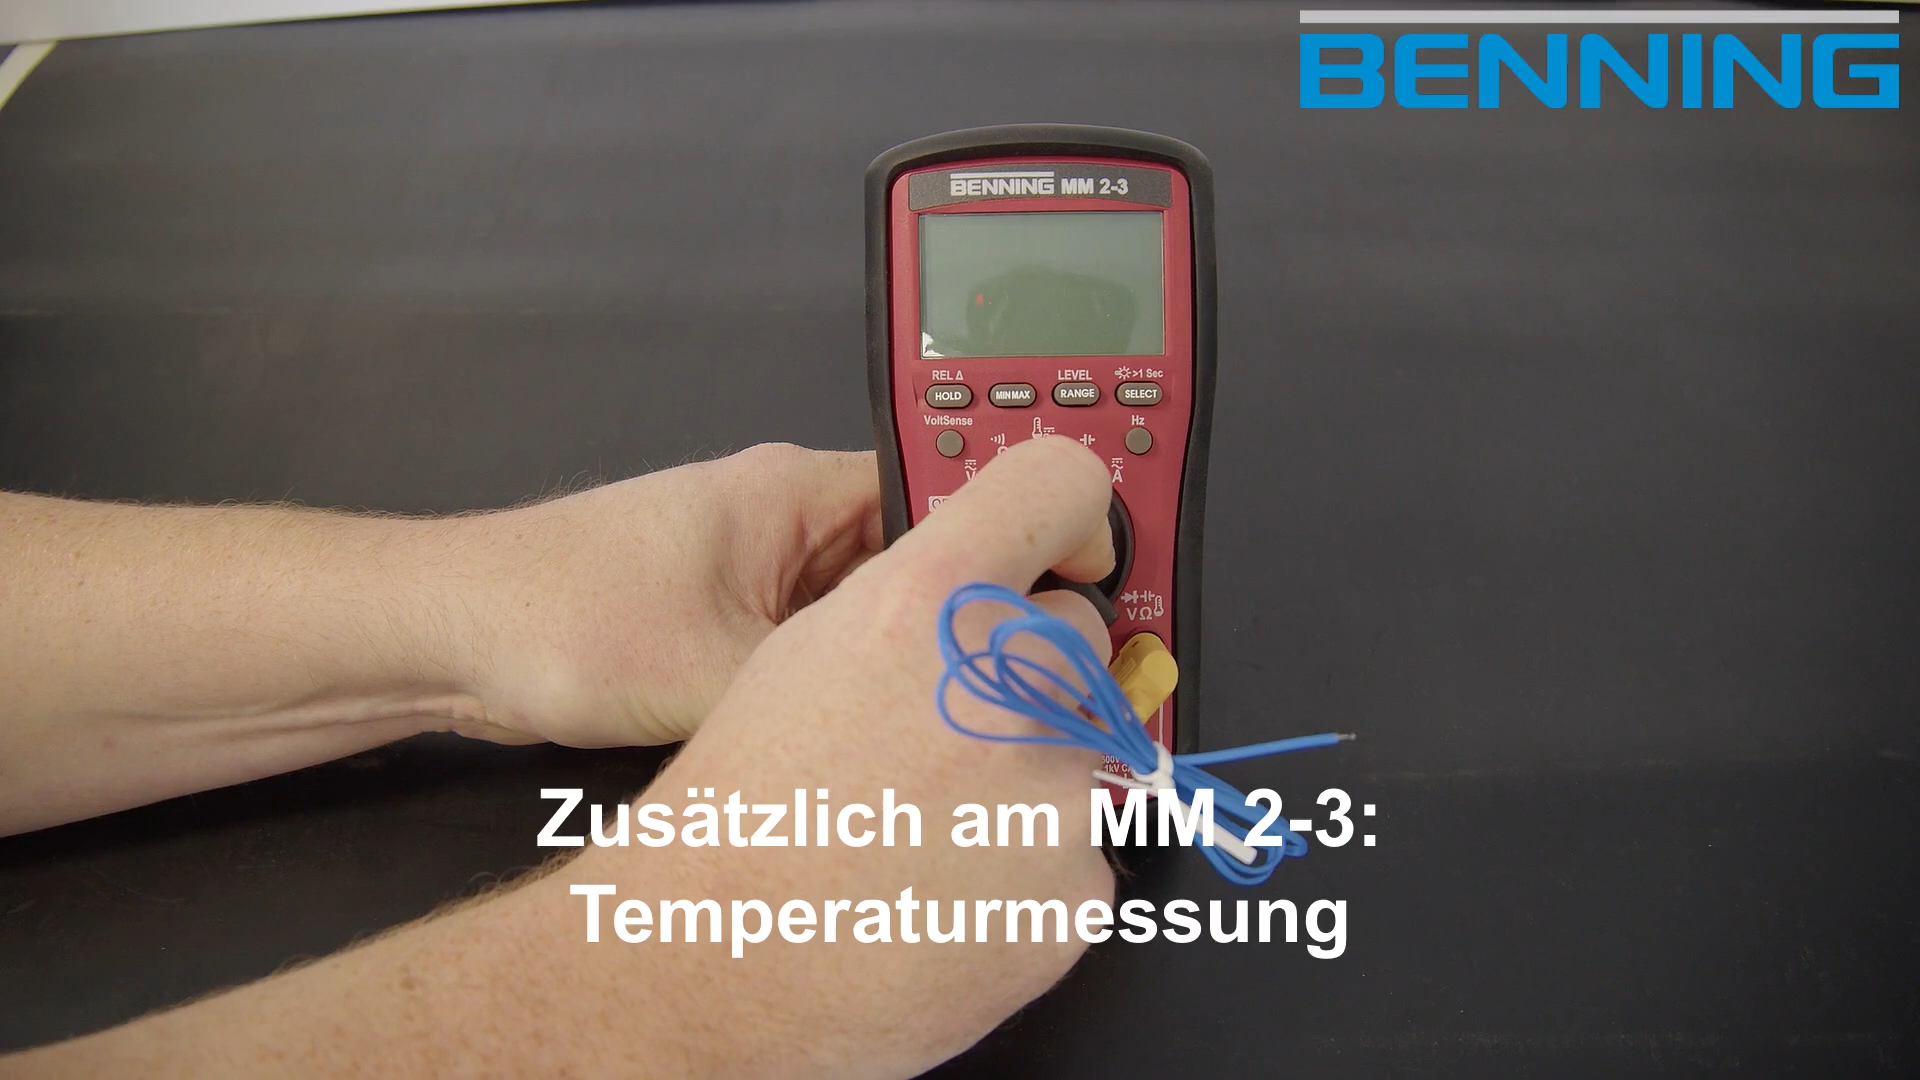 BENNING
BENNING MM 2-3
REL Δ LEVEL >1 Sec
HOLD MIN MAX RANGE SELECT
VoltSense Hz
V A
V Ω
Zusätzlich am MM 2-3:
Temperaturmessung